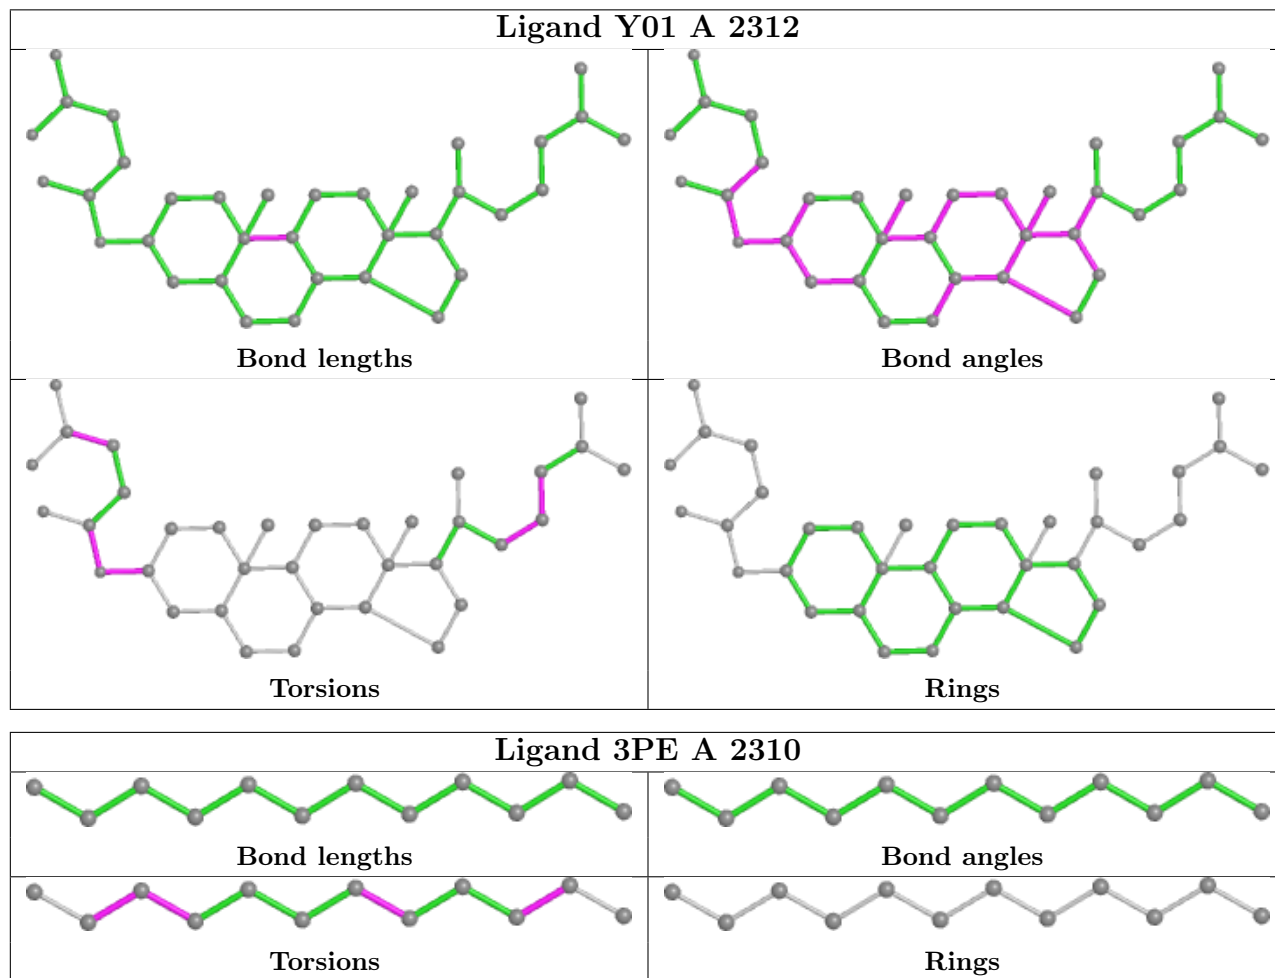 Ligand Y01 A 2312
Bond lengths
Bond angles
Torsions
Rings
Ligand 3PE A 2310
Bond lengths
Bond angles
Torsions
Rings